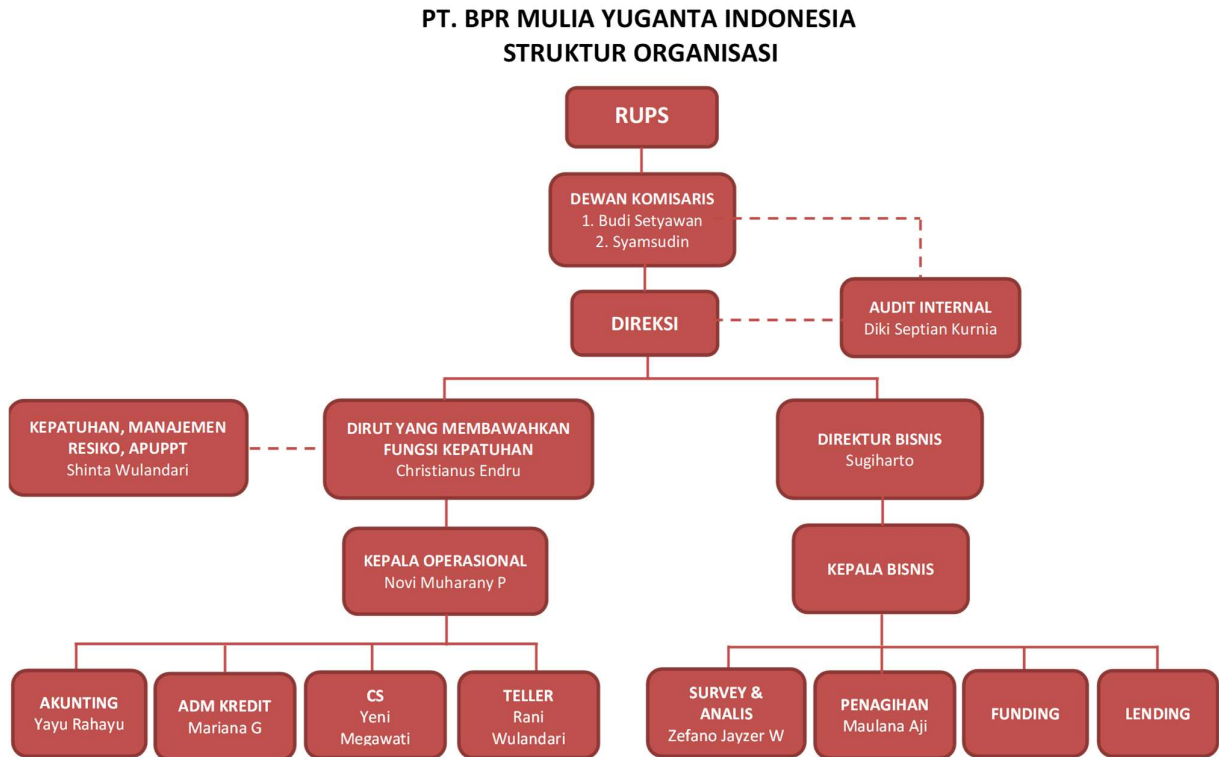 PT. BPR MULIA YUGANTA INDONESIA
STRUKTUR ORGANISASI
RUPS
DEWAN KOMISARIS
1. Budi Setyawan
2. Syamsudin
DIREKSI
AUDIT INTERNAL
Diki Septian Kurnia
KEPATUHAN, MANAJEMEN
RESIKO, APUPPT
Shinta Wulandari
DIRUT YANG MEMBAWAHKAN
FUNGSI KEPATUHAN
Christianus Endru
DIREKTUR BISNIS
Sugiharto
KEPALA OPERASIONAL
Novi Muharany P
KEPALA BISNIS
AKUNTING
Yayu Rahayu
ADM KREDIT
Mariana G
CS
Yeni
Megawati
TELLER
Rani
Wulandari
SURVEY &
ANALIS
Zefano Jayzer W
PENAGIHAN
Maulana Aji
FUNDING
LENDING